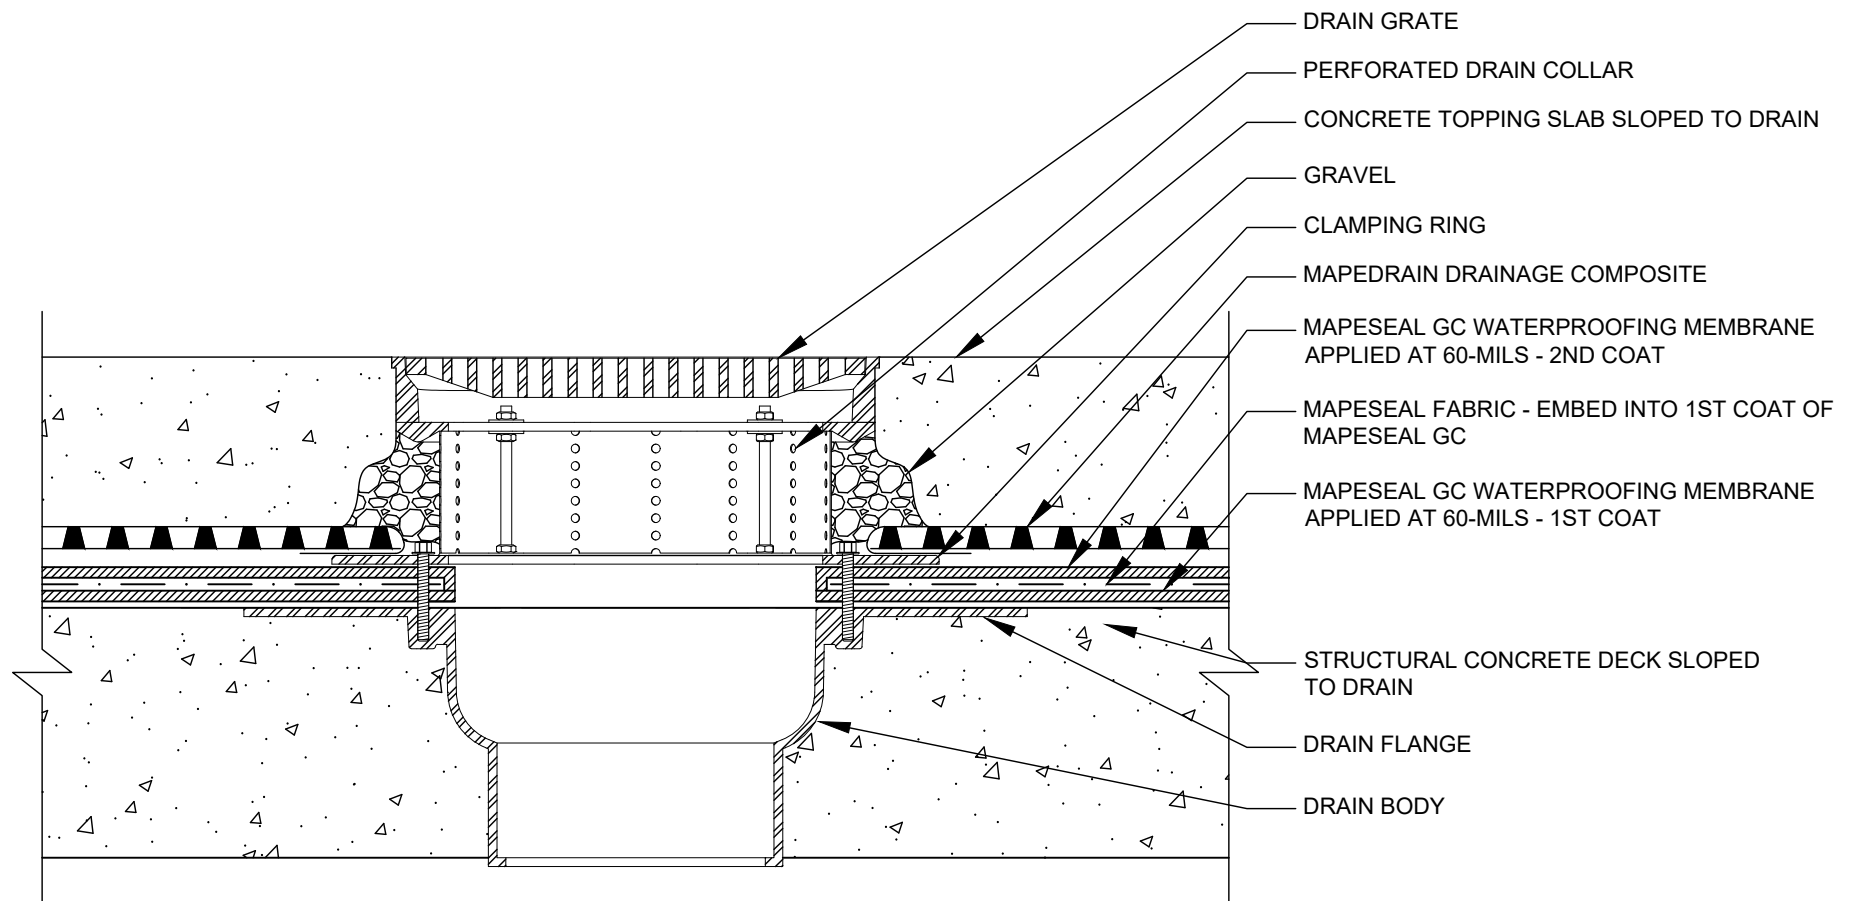 DRAIN GRATE
PERFORATED DRAIN COLLAR
CONCRETE TOPPING SLAB SLOPED TO DRAIN
GRAVEL
CLAMPING RING
MAPEDRAIN DRAINAGE COMPOSITE
MAPESEAL GC WATERPROOFING MEMBRANE
APPLIED AT 60-MILS - 2ND COAT
MAPESEAL FABRIC - EMBED INTO 1ST COAT OF
MAPESEAL GC
MAPESEAL GC WATERPROOFING MEMBRANE
APPLIED AT 60-MILS - 1ST COAT
STRUCTURAL CONCRETE DECK SLOPED
TO DRAIN
DRAIN FLANGE
DRAIN BODY